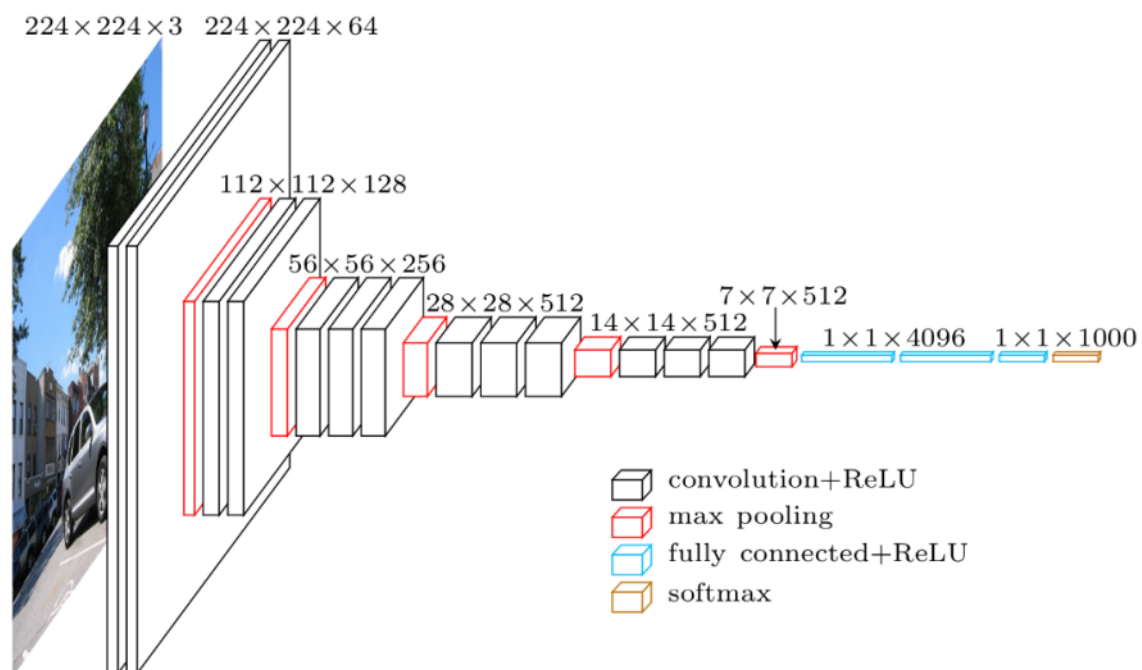 224 × 224 × 3
224 × 224 × 64
112 × 112 × 128
56 × 56 × 256
28 × 28 × 512
14 × 14 × 512
7 × 7 × 512
1 × 1 × 4096
1 × 1 × 1000
convolution+ReLU
max pooling
fully connected+ReLU
softmax